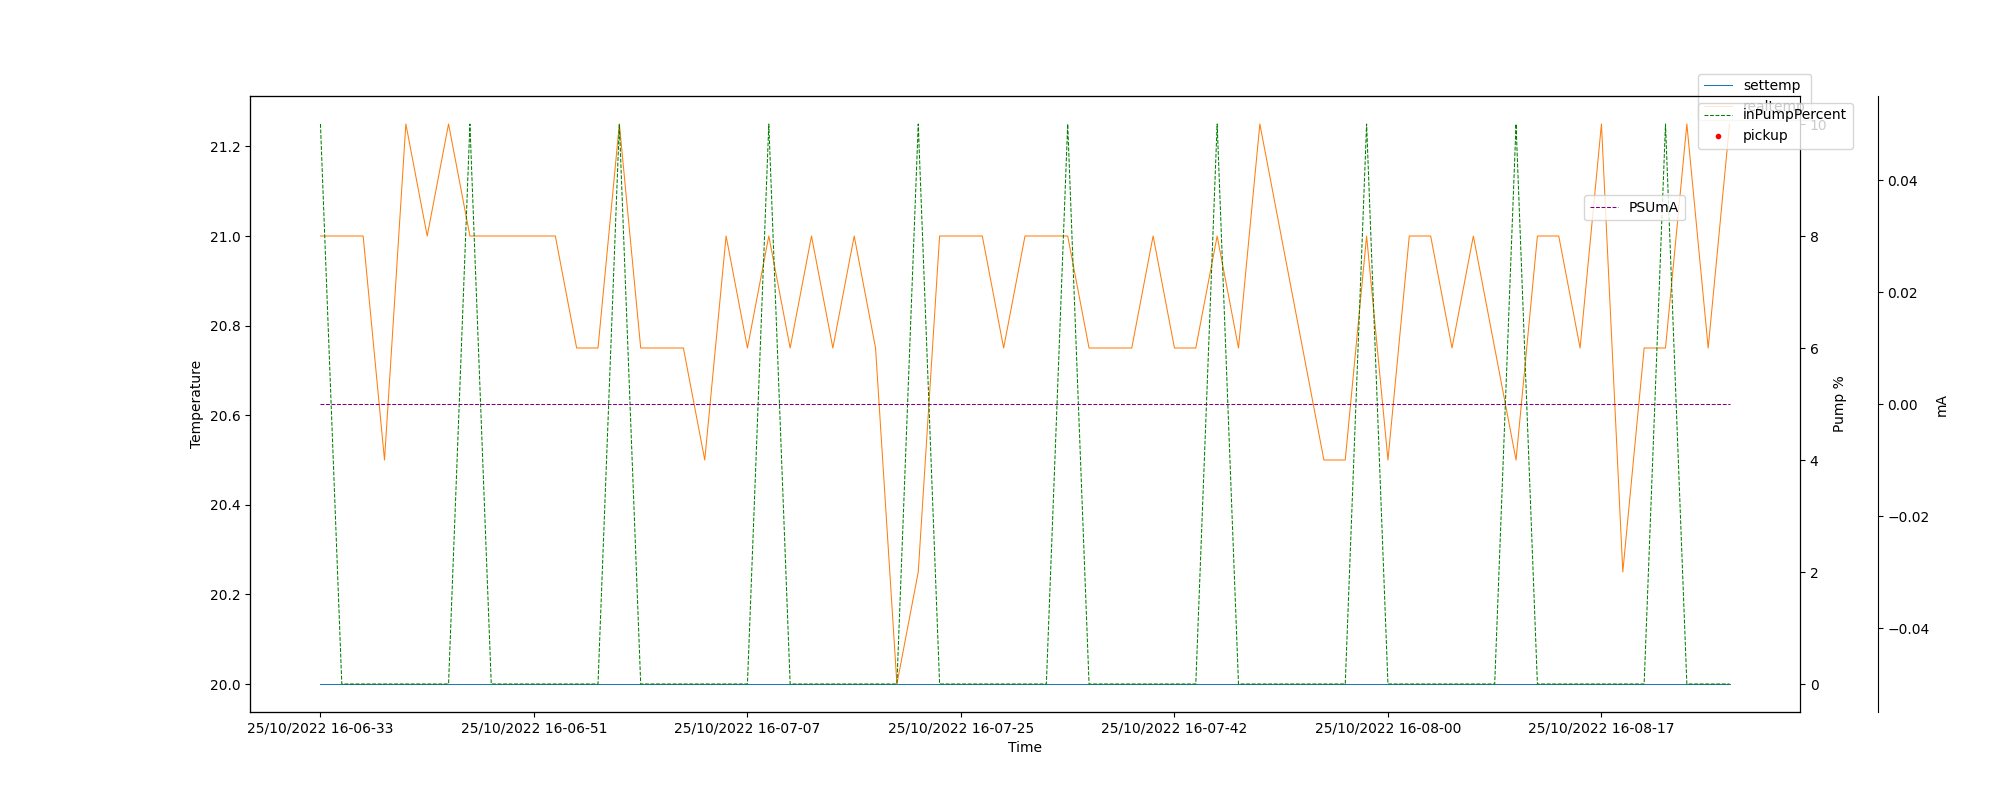 settemp
realtemp
inPumpPercent
pickup
PSUmA
21.2
21.0
20.8
20.6
20.4
20.2
20.0
Temperature
10
8
6
4
2
0
Pump %
0.04
0.02
0.00
−0.02
−0.04
mA
25/10/2022 16-06-33
25/10/2022 16-06-51
25/10/2022 16-07-07
25/10/2022 16-07-25
25/10/2022 16-07-42
25/10/2022 16-08-00
25/10/2022 16-08-17
Time